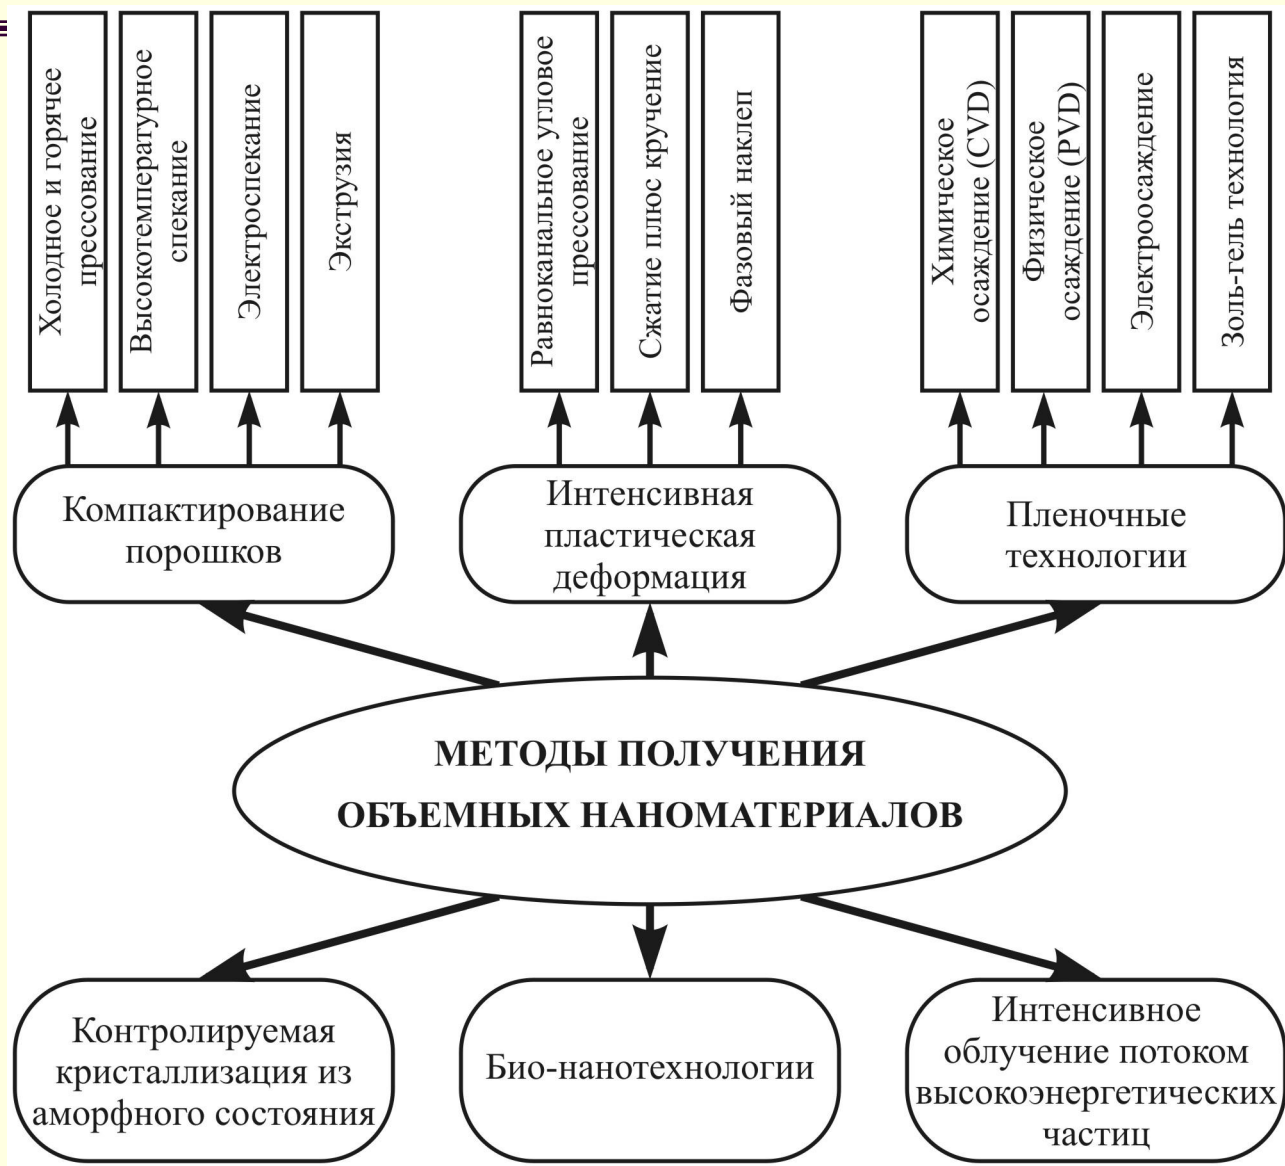 Холодное и горячее
прессование
Высокотемпературное
спекание
Электроспекание
Экструзия
Равноканальное угловое
прессование
Сжатие плюс кручение
Фазовый наклеп
Химическое
осаждение (CVD)
Физическое
осаждение (PVD)
Электроосаждение
Золь-гель технология
Компактирование
порошков
Интенсивная
пластическая
деформация
Пленочные
технологии
МЕТОДЫ ПОЛУЧЕНИЯ
ОБЪЕМНЫХ НАНОМАТЕРИАЛОВ
Контролируемая
кристаллизация из
аморфного состояния
Био-нанотехнологии
Интенсивное
облучение потоком
высокоэнергетических
частиц